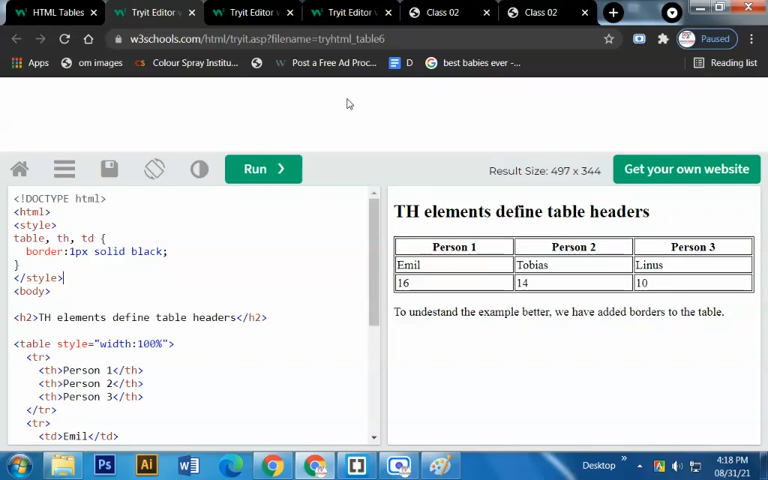 HTML Tables
Tryit Editor
Tryit Editor
Tryit Editor
Class 02
Class 02
w3schools.com/html/tryit.asp?filename=tryhtml_table6
Paused
Apps
om images
CS Colour Spray Institu...
Post a Free Ad Proc...
D
best babies ever -...
Reading list
Run
Result Size: 497 x 344
Get your own website
<!DOCTYPE html>
<html>
<style>
table, th, td {
border:1px solid black;
}
</style>
<body>
<h2>TH elements define table headers</h2>
<table style="width:100%">
<tr>
<th>Person 1</th>
<th>Person 2</th>
<th>Person 3</th>
</tr>
<tr>
<td>Emil</td>
TH elements define table headers
Person 1 Person 2 Person 3
Emil Tobias Linus
16 14 10
To undestand the example better, we have added borders to the table.
Ps
Ai
W
Desktop
4:18 PM
08/31/21